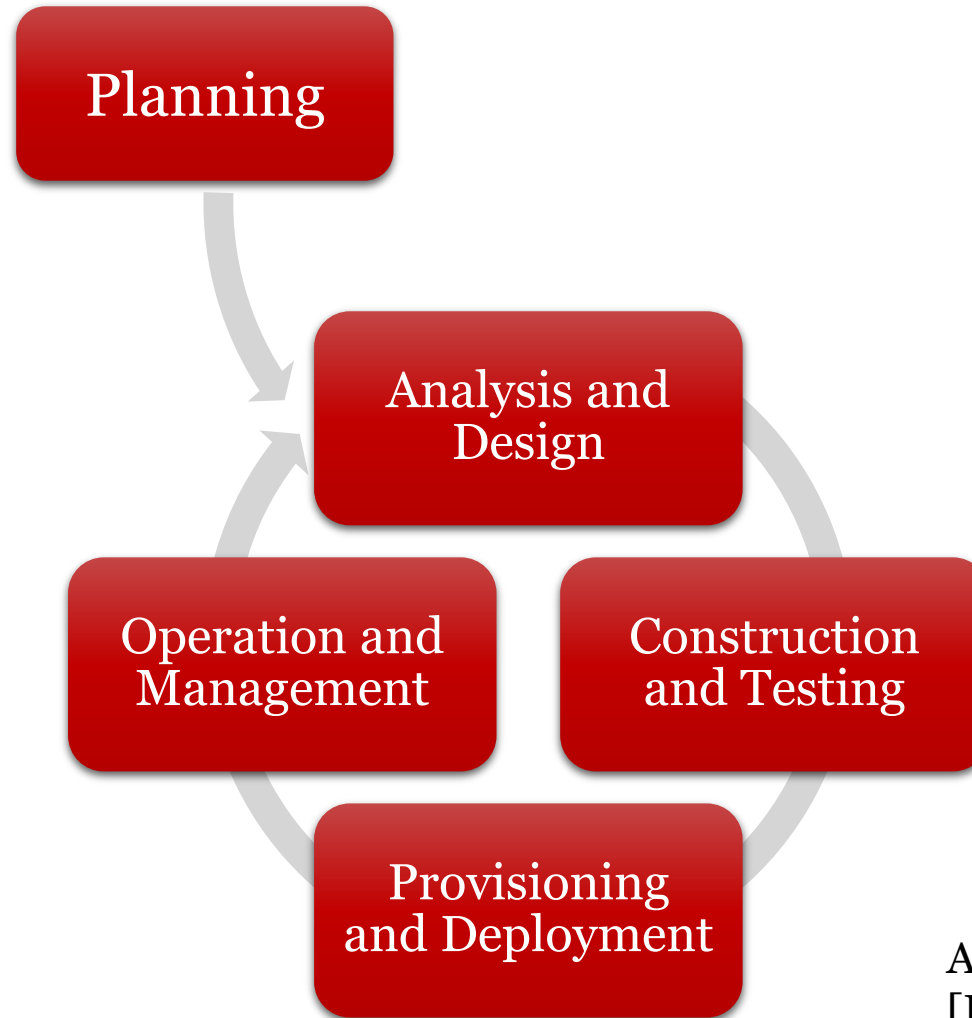 Planning
Analysis and
Design
Operation and
Management
Construction
and Testing
Provisioning
and Deployment